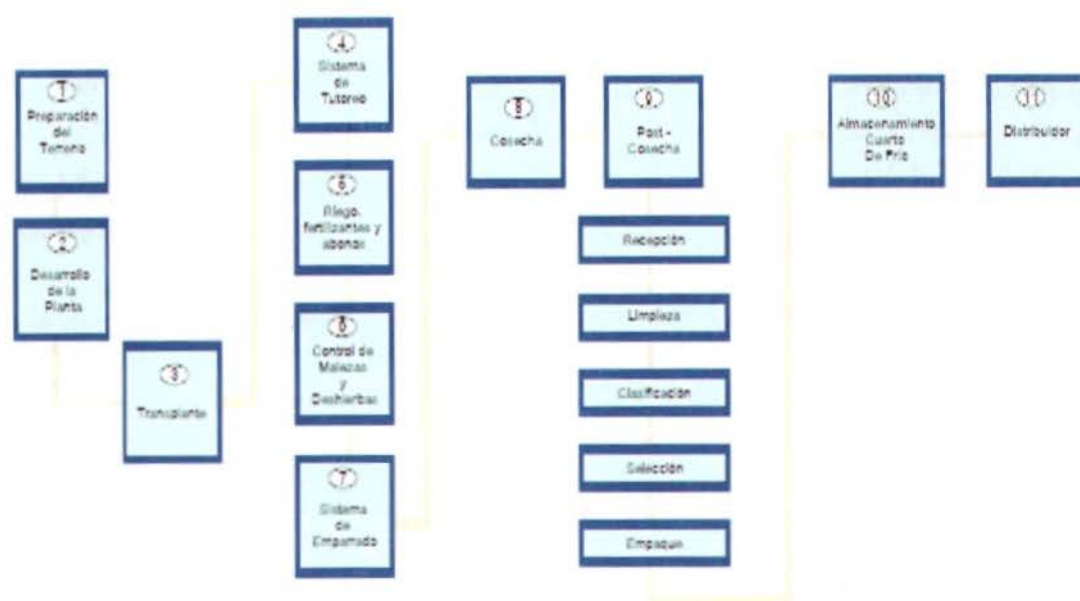 1
Preparación
del
Terreno
2
Desarrollo
de la
Planta
3
Transplante
4
Sistema
de
Tutoreo
5
Riego,
fertilizantes y
abonos
6
Control de
Malezas
y
Deshierbas
7
Sistema
de
Emparrado
8
Cosecha
9
Post -
Cosecha
Recepción
Limpieza
Clasificación
Selección
Empaque
10
Almacenamiento
Cuarto
De Frio
11
Distribuidor